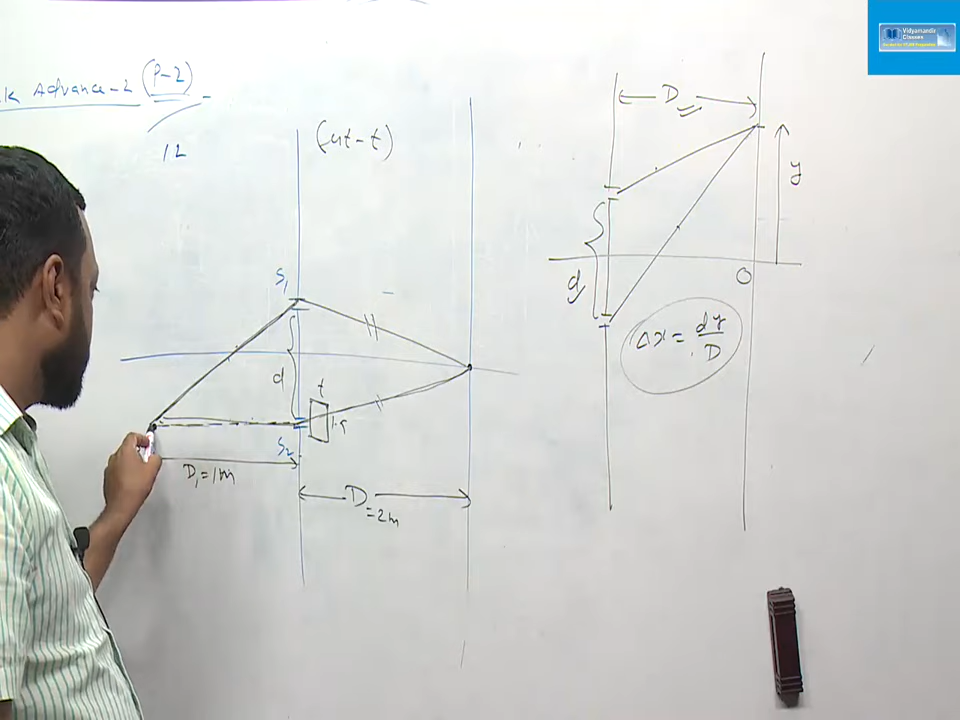 Advance-2 (P-2)
12
(μt-t)
S₁
d
t
1.5
S₂
D₁=1m
D
=2m
D
y
d
O
Δx = dy/D
Vidyamandir
Classes